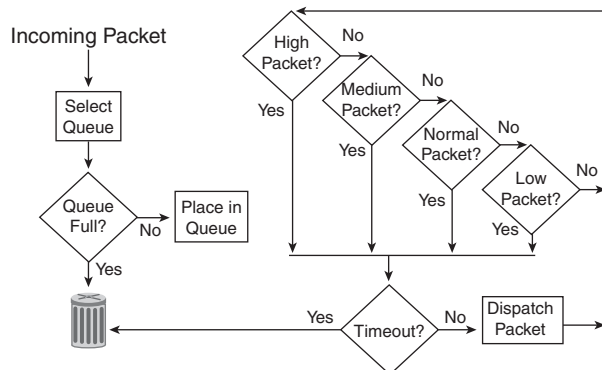 Incoming Packet
Select
Queue
Queue
Full?
No
Place in
Queue
Yes
High
Packet?
No
Yes
Medium
Packet?
No
Yes
Normal
Packet?
No
Yes
Low
Packet?
No
Yes
Timeout?
Yes
No
Dispatch
Packet